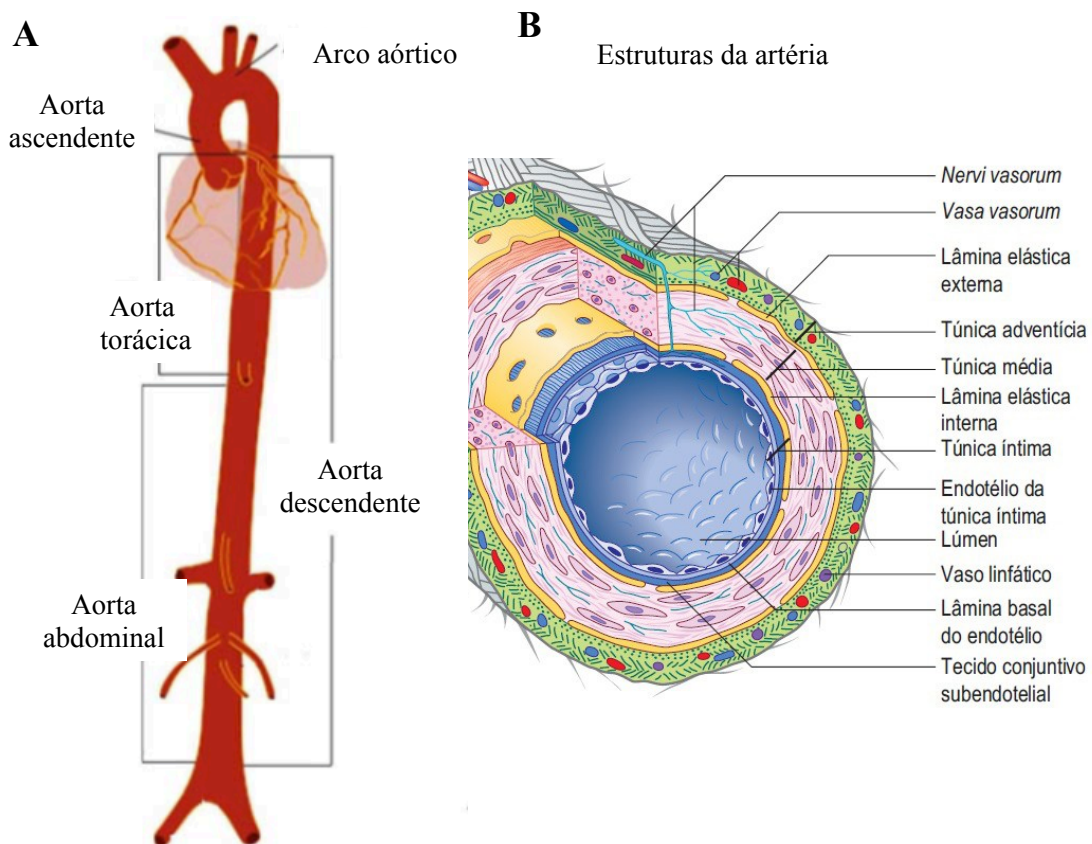 A
Arco aórtico
Aorta
ascendente
Aorta
torácica
Aorta
descendente
Aorta
abdominal
B
Estruturas da artéria
Nervi vasorum
Vasa vasorum
Lâmina elástica
externa
Túnica adventícia
Túnica média
Lâmina elástica
interna
Túnica íntima
Endotélio da
túnica íntima
Lúmen
Vaso linfático
Lâmina basal
do endotélio
Tecido conjuntivo
subendotelial